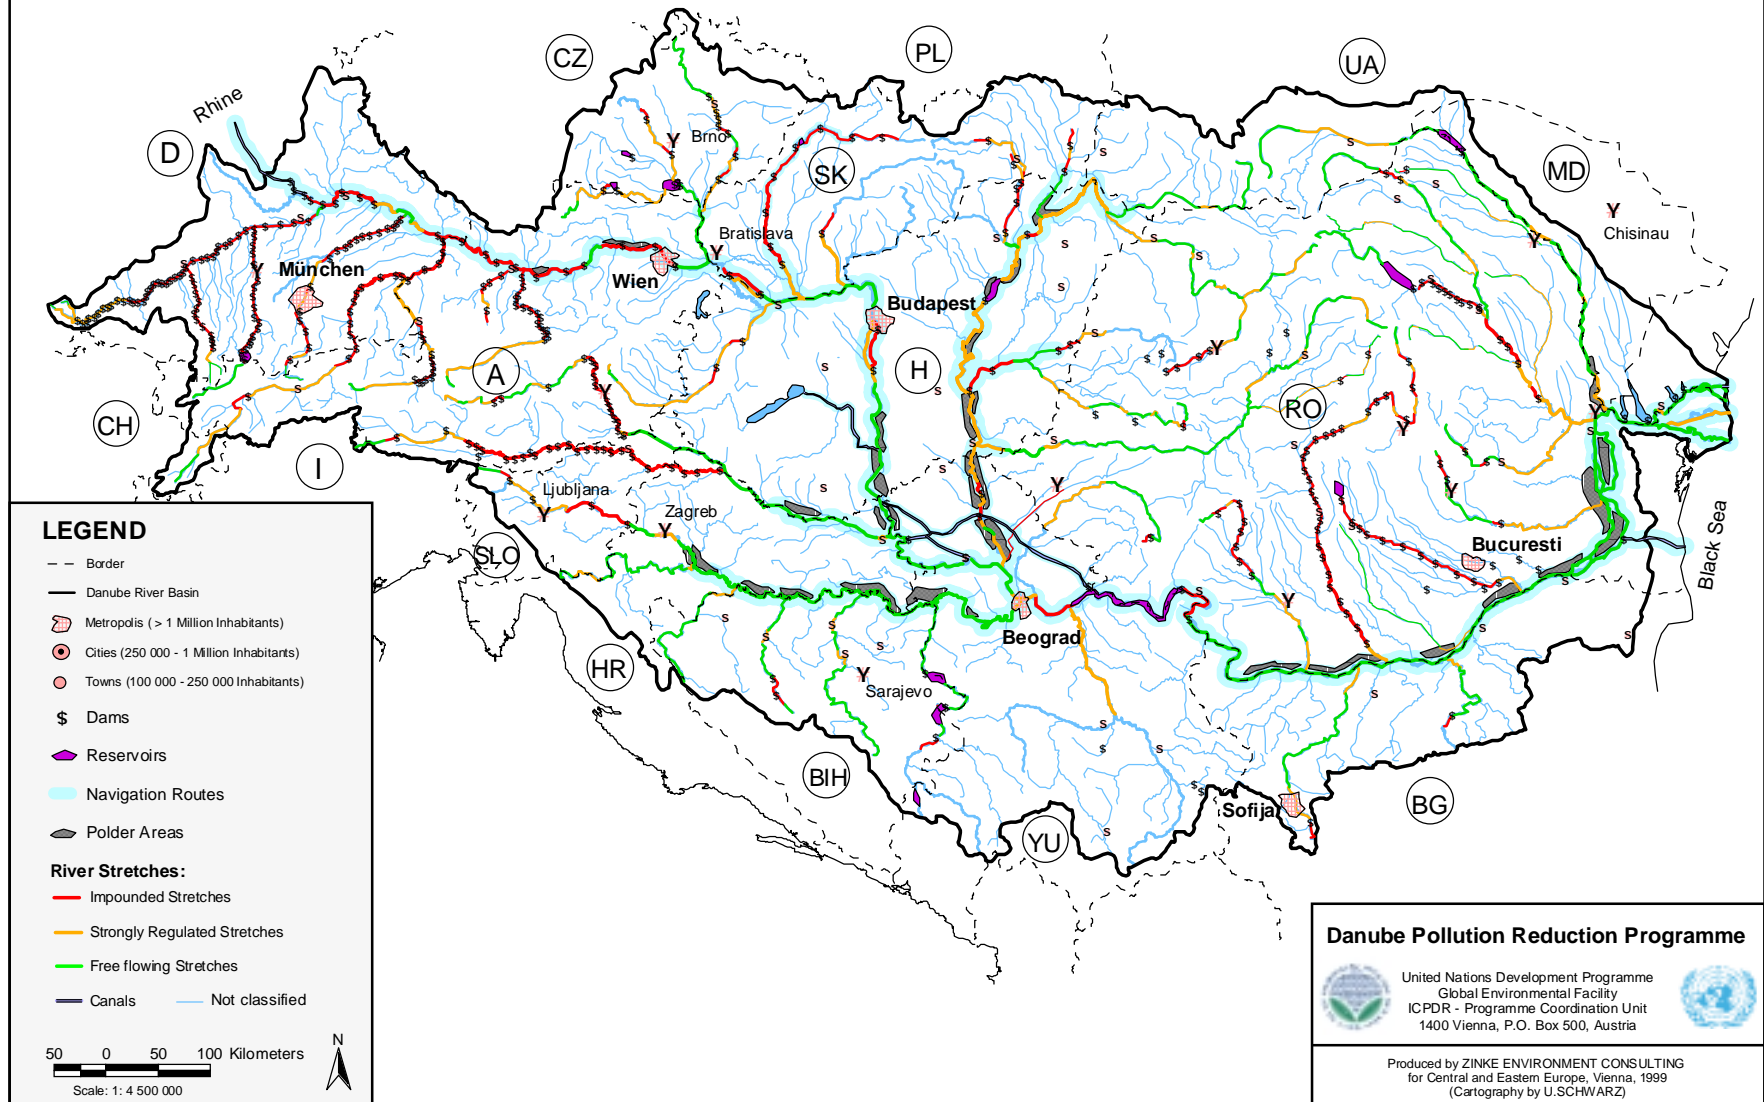 CZ
PL
UA
Rhine
D
Brno
SK
MD
Chisinau
Bratislava
München
Wien
Budapest
A
H
RO
CH
I
Ljubljana
Zagreb
SLO
Bucuresti
Black Sea
Beograd
HR
Sarajevo
BIH
YU
Sofija
BG
LEGEND
Border
Danube River Basin
Metropolis ( > 1 Million Inhabitants)
Cities (250 000 - 1 Million Inhabitants)
Towns (100 000 - 250 000 Inhabitants)
$ Dams
Reservoirs
Navigation Routes
Polder Areas
River Stretches:
Impounded Stretches
Strongly Regulated Stretches
Free flowing Stretches
Canals Not classified
50 0 50 100 Kilometers
N
Scale: 1: 4 500 000
Danube Pollution Reduction Programme
United Nations Development Programme
Global Environmental Facility
ICPDR - Programme Coordination Unit
1400 Vienna, P.O. Box 500, Austria
Produced by ZINKE ENVIRONMENT CONSULTING
for Central and Eastern Europe, Vienna, 1999
(Cartography by U.SCHWARZ)